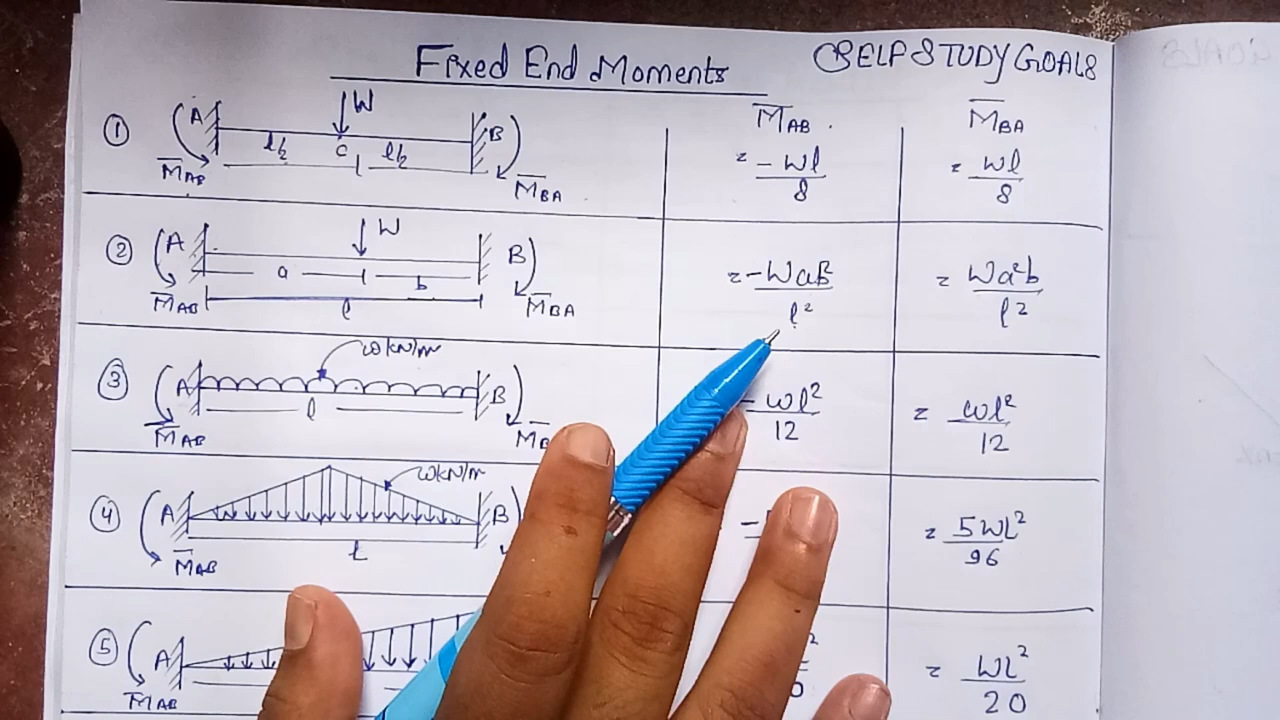 Fixed End Moments
SELF STUDY GOALS
M̅AB M̅BA
① A W B l/2 C l/2 M̅AB M̅BA = -Wl/8 = Wl/8
② A W B a b l M̅AB M̅BA = -Wab²/l² = Wa²b/l²
③ A wkN/m B l M̅AB - wl²/12 = wl²/12
④ A wkN/m B l M̅AB = 5wl²/96
⑤ A M̅AB = wl²/20